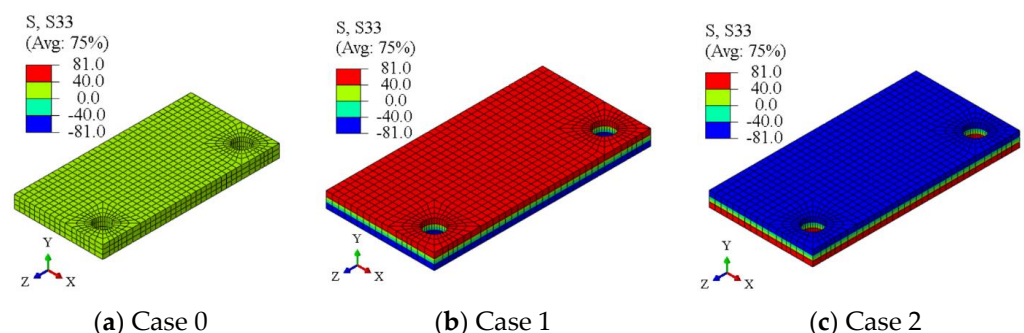 S, S33
(Avg: 75%)
81.0
40.0
0.0
-40.0
-81.0
Y
Z
X
(a) Case 0
S, S33
(Avg: 75%)
81.0
40.0
0.0
-40.0
-81.0
Y
Z
X
(b) Case 1
S, S33
(Avg: 75%)
81.0
40.0
0.0
-40.0
-81.0
Y
Z
X
(c) Case 2